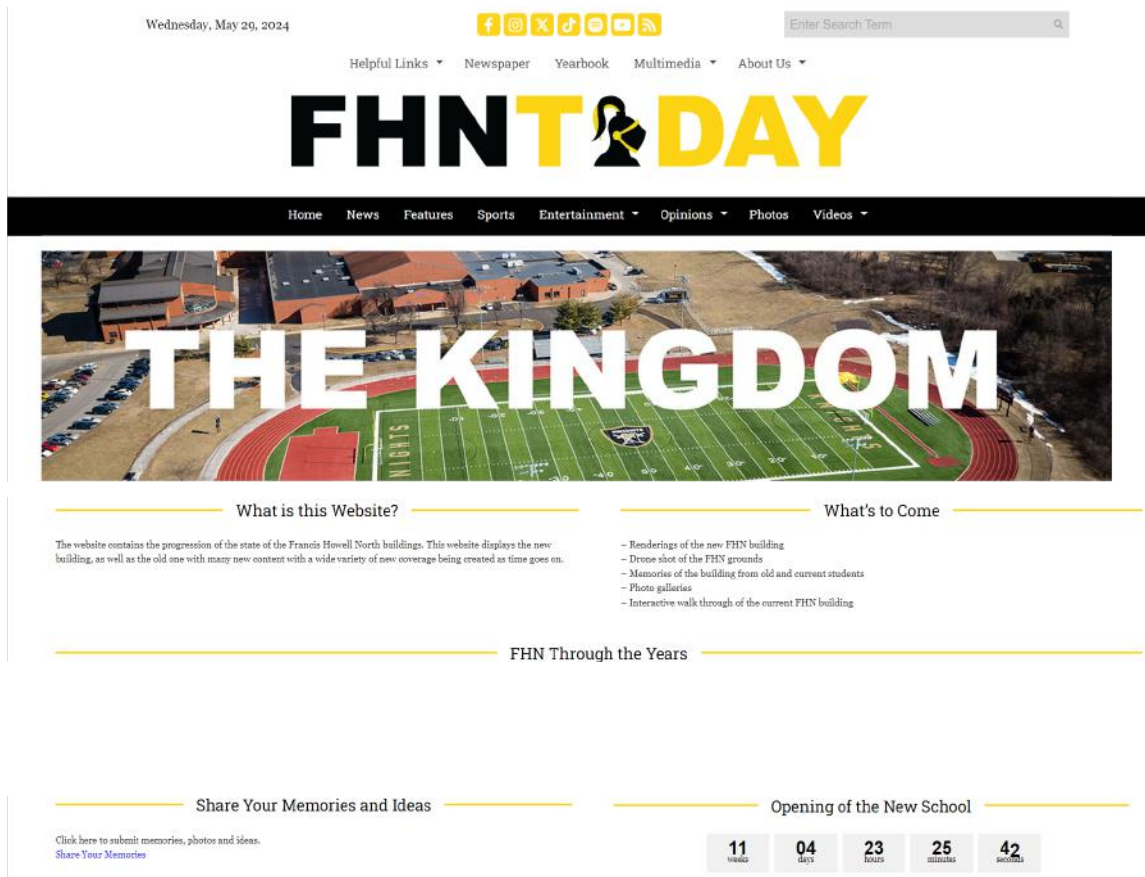 Wednesday, May 29, 2024
Enter Search Term
Helpful Links Newspaper Yearbook Multimedia About Us
FHNTODAY
Home News Features Sports Entertainment Opinions Photos Videos
THE KINGDOM
KNIGHTS
NIGHTS
KNIGHTS
What is this Website?
The website contains the progression of the state of the Francis Howell North buildings. This website displays the new
building, as well as the old one with many new content with a wide variety of new coverage being created as time goes on.
What's to Come
– Renderings of the new FHN building
– Drone shot of the FHN grounds
– Memories of the building from old and current students
– Photo galleries
– Interactive walk through of the current FHN building
FHN Through the Years
Share Your Memories and Ideas
Click here to submit memories, photos and ideas.
Share Your Memories
Opening of the New School
11 04 23 25 42
weeks days hours minutes seconds